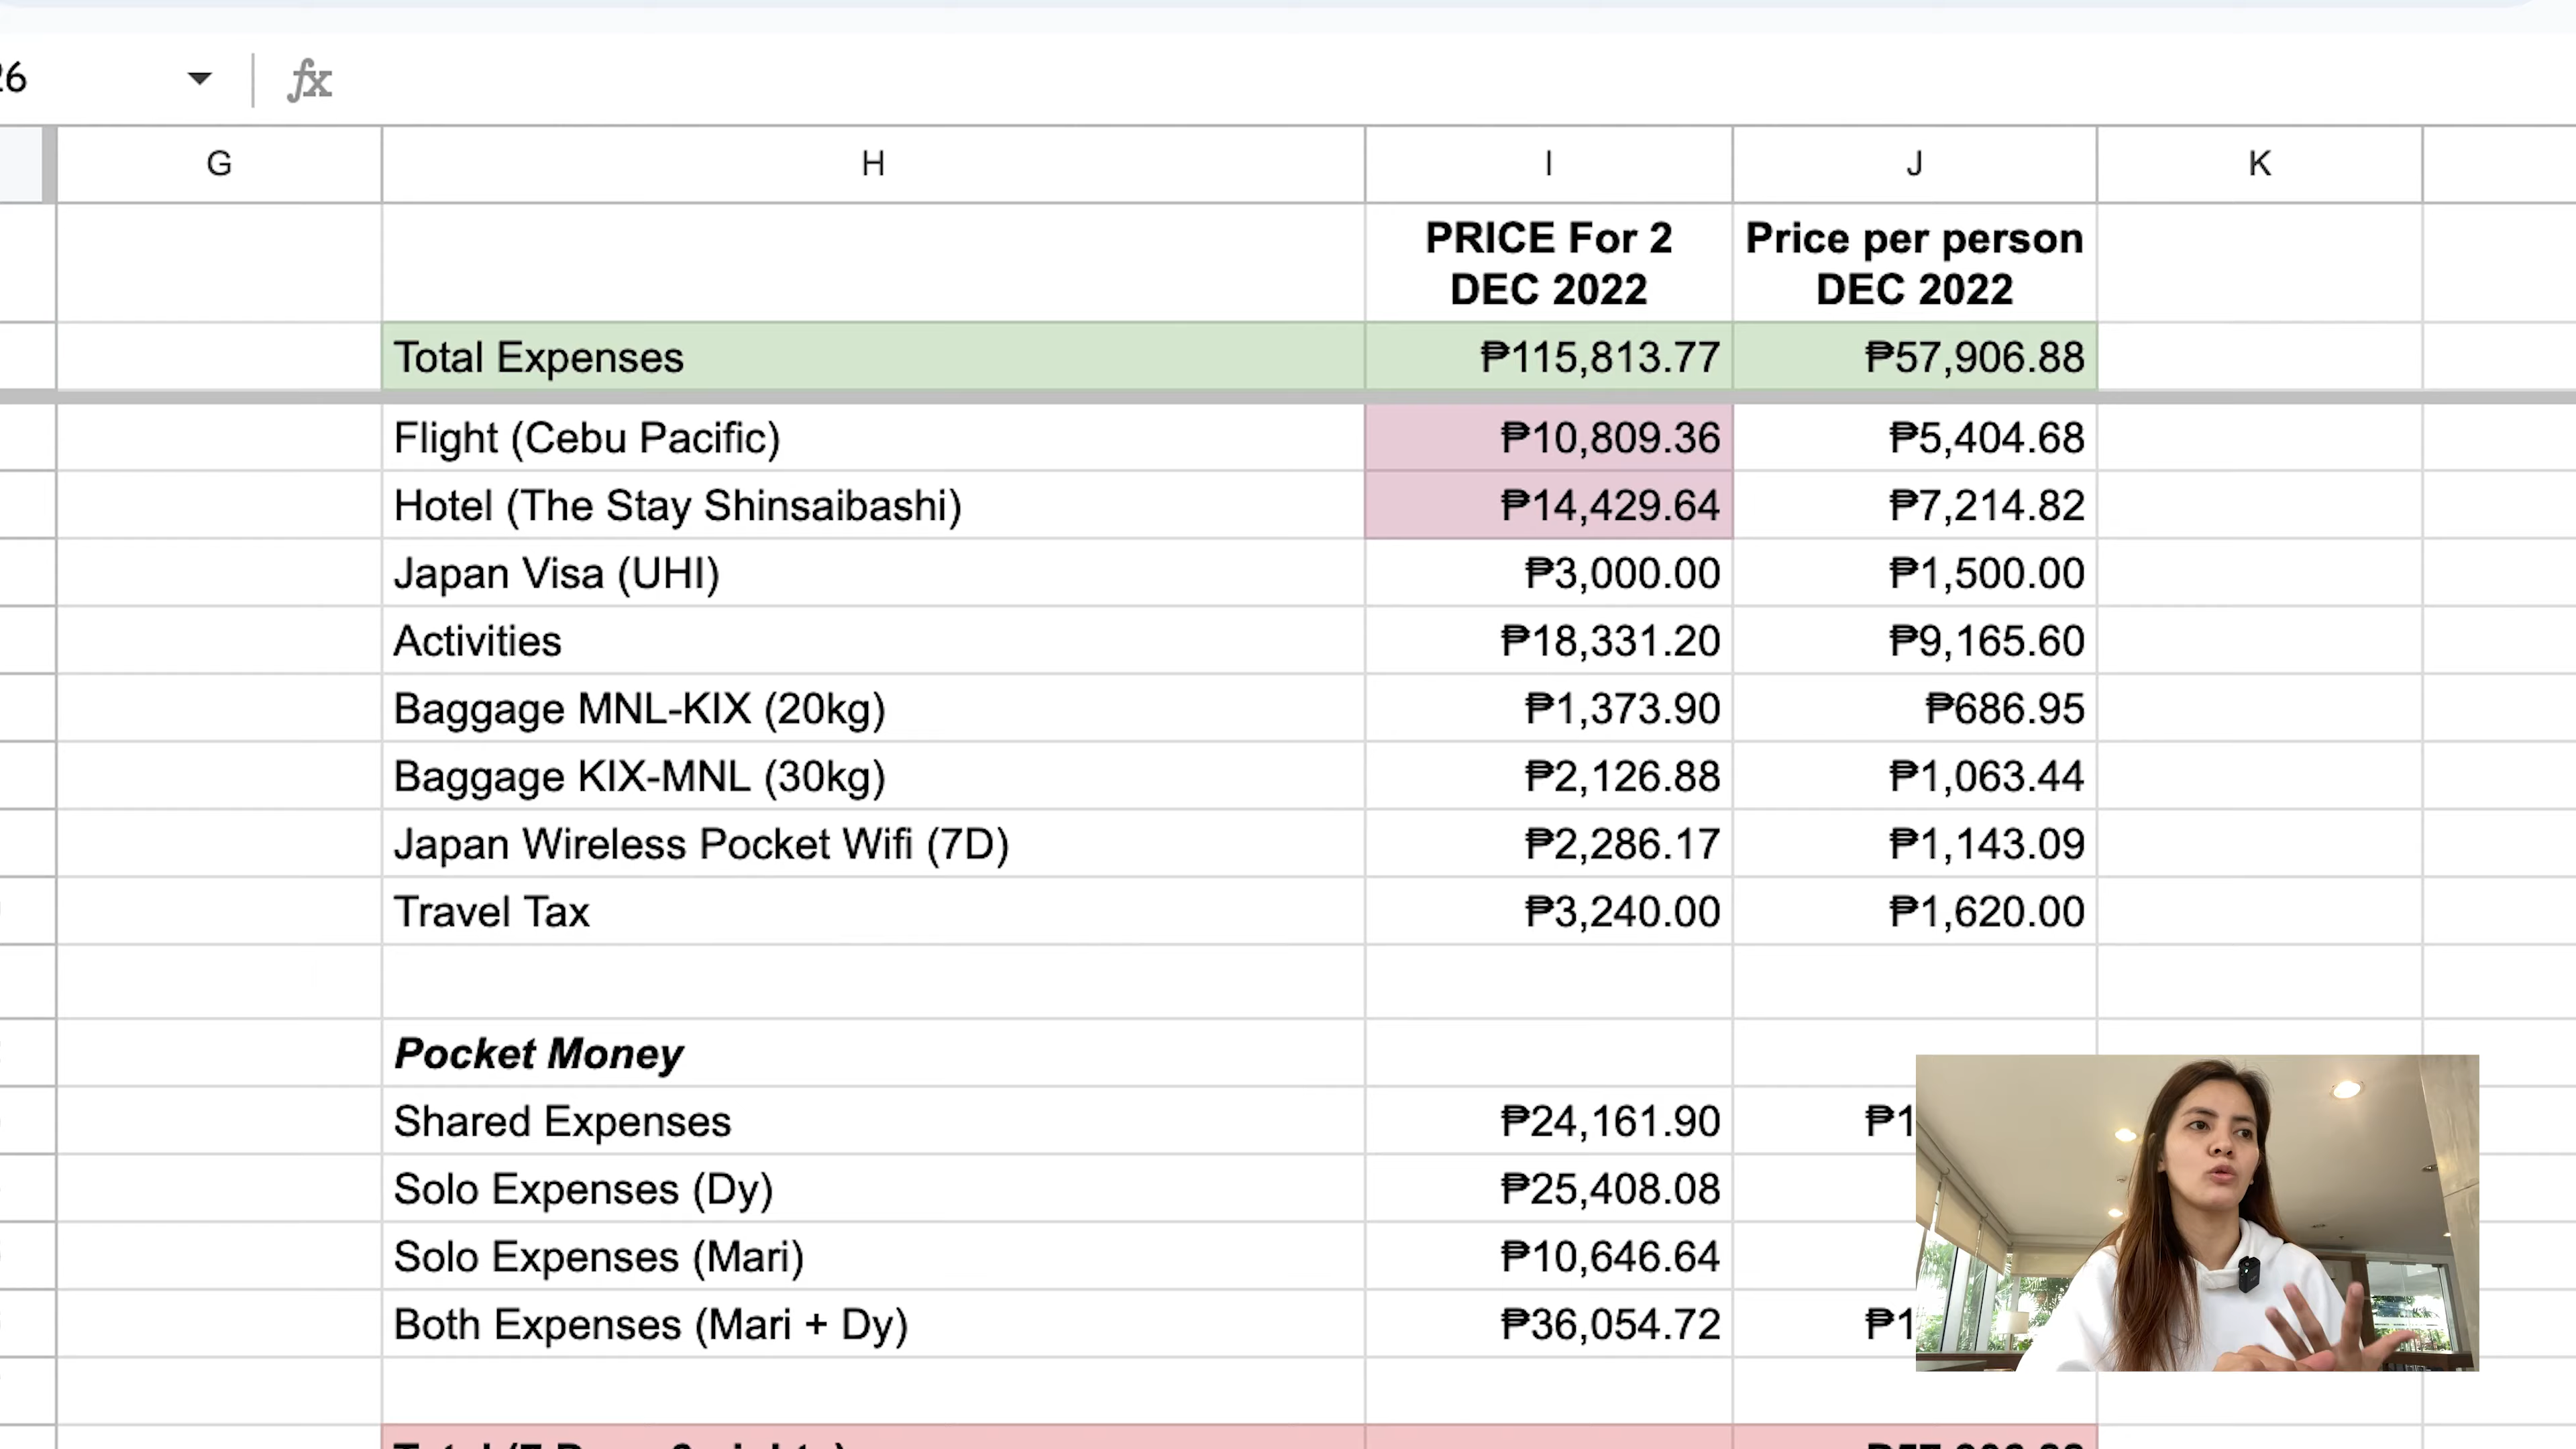 26 fx
G H I J K
PRICE For 2 Price per person
DEC 2022 DEC 2022
Total Expenses ₱115,813.77 ₱57,906.88
Flight (Cebu Pacific) ₱10,809.36 ₱5,404.68
Hotel (The Stay Shinsaibashi) ₱14,429.64 ₱7,214.82
Japan Visa (UHI) ₱3,000.00 ₱1,500.00
Activities ₱18,331.20 ₱9,165.60
Baggage MNL-KIX (20kg) ₱1,373.90 ₱686.95
Baggage KIX-MNL (30kg) ₱2,126.88 ₱1,063.44
Japan Wireless Pocket Wifi (7D) ₱2,286.17 ₱1,143.09
Travel Tax ₱3,240.00 ₱1,620.00
Pocket Money
Shared Expenses ₱24,161.90 ₱1
Solo Expenses (Dy) ₱25,408.08
Solo Expenses (Mari) ₱10,646.64
Both Expenses (Mari + Dy) ₱36,054.72 ₱1
Total